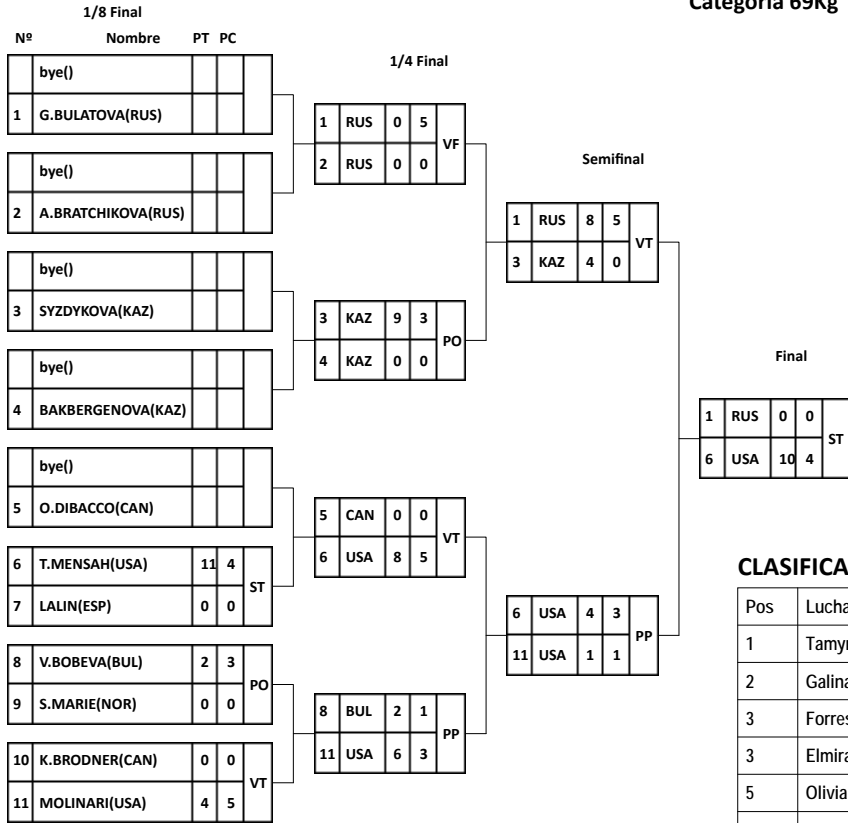 Categoría 69Kg
1/8 Final
Nº Nombre PT PC
bye()
1 G.BULATOVA(RUS)
bye()
2 A.BRATCHIKOVA(RUS)
bye()
3 SYZDYKOVA(KAZ)
bye()
4 BAKBERGENOVA(KAZ)
bye()
5 O.DIBACCO(CAN)
6 T.MENSAH(USA) 11 4
ST
7 LALIN(ESP) 0 0
8 V.BOBEVA(BUL) 2 3
PO
9 S.MARIE(NOR) 0 0
10 K.BRODNER(CAN) 0 0
VT
11 MOLINARI(USA) 4 5
1/4 Final
1 RUS 0 5
VF
2 RUS 0 0
3 KAZ 9 3
PO
4 KAZ 0 0
5 CAN 0 0
VT
6 USA 8 5
8 BUL 2 1
PP
11 USA 6 3
Semifinal
1 RUS 8 5
VT
3 KAZ 4 0
6 USA 4 3
PP
11 USA 1 1
Final
1 RUS 0 0
ST
6 USA 10 4
CLASIFICA
Pos Lucha
1 Tamyr
2 Galina
3 Forres
3 Elmira
5 Olivia